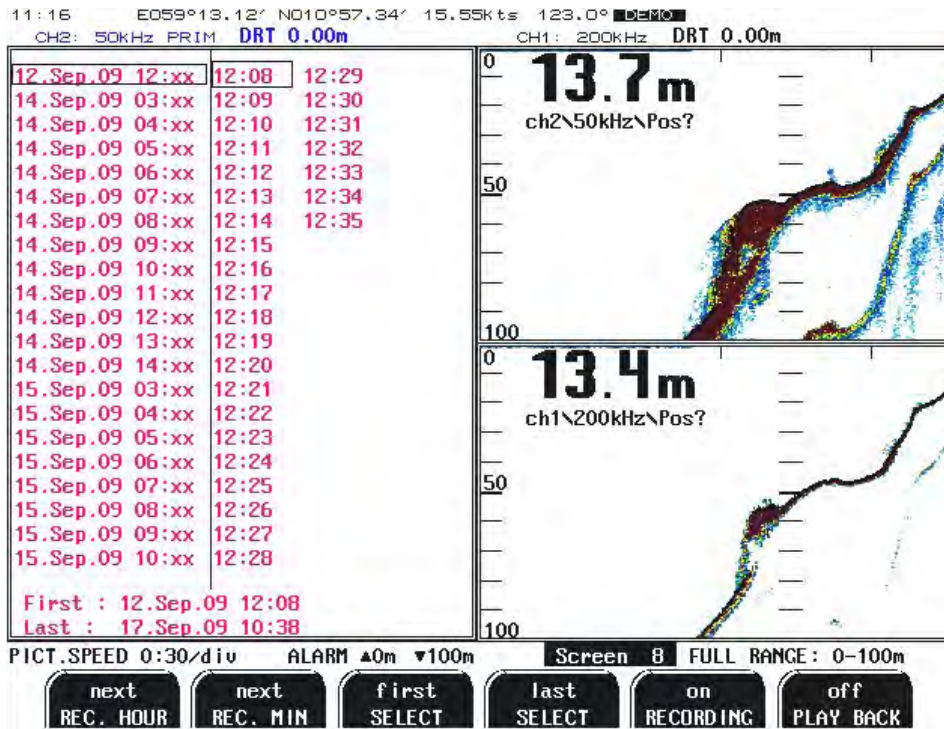 11:16 E059°13.12′ N010°57.34′ 15.55kts 123.0° DEMO
CH2: 50KHz PRIM DRT 0.00m
CH1: 200KHz DRT 0.00m
12.Sep.09 12:xx 12:08 12:29
14.Sep.09 03:xx 12:09 12:30
14.Sep.09 04:xx 12:10 12:31
14.Sep.09 05:xx 12:11 12:32
14.Sep.09 06:xx 12:12 12:33
14.Sep.09 07:xx 12:13 12:34
14.Sep.09 08:xx 12:14 12:35
14.Sep.09 09:xx 12:15
14.Sep.09 10:xx 12:16
14.Sep.09 11:xx 12:17
14.Sep.09 12:xx 12:18
14.Sep.09 13:xx 12:19
14.Sep.09 14:xx 12:20
15.Sep.09 03:xx 12:21
15.Sep.09 04:xx 12:22
15.Sep.09 05:xx 12:23
15.Sep.09 06:xx 12:24
15.Sep.09 07:xx 12:25
15.Sep.09 08:xx 12:26
15.Sep.09 09:xx 12:27
15.Sep.09 10:xx 12:28
First : 12.Sep.09 12:08
Last : 17.Sep.09 10:38
0
13.7m
ch2\50kHz\Pos?
50
100
0
13.4m
ch1\200kHz\Pos?
50
100
PICT.SPEED 0:30/div ALARM ▲0m ▼100m Screen 8 FULL RANGE: 0-100m
next
REC. HOUR
next
REC. MIN
first
SELECT
last
SELECT
on
RECORDING
off
PLAY BACK